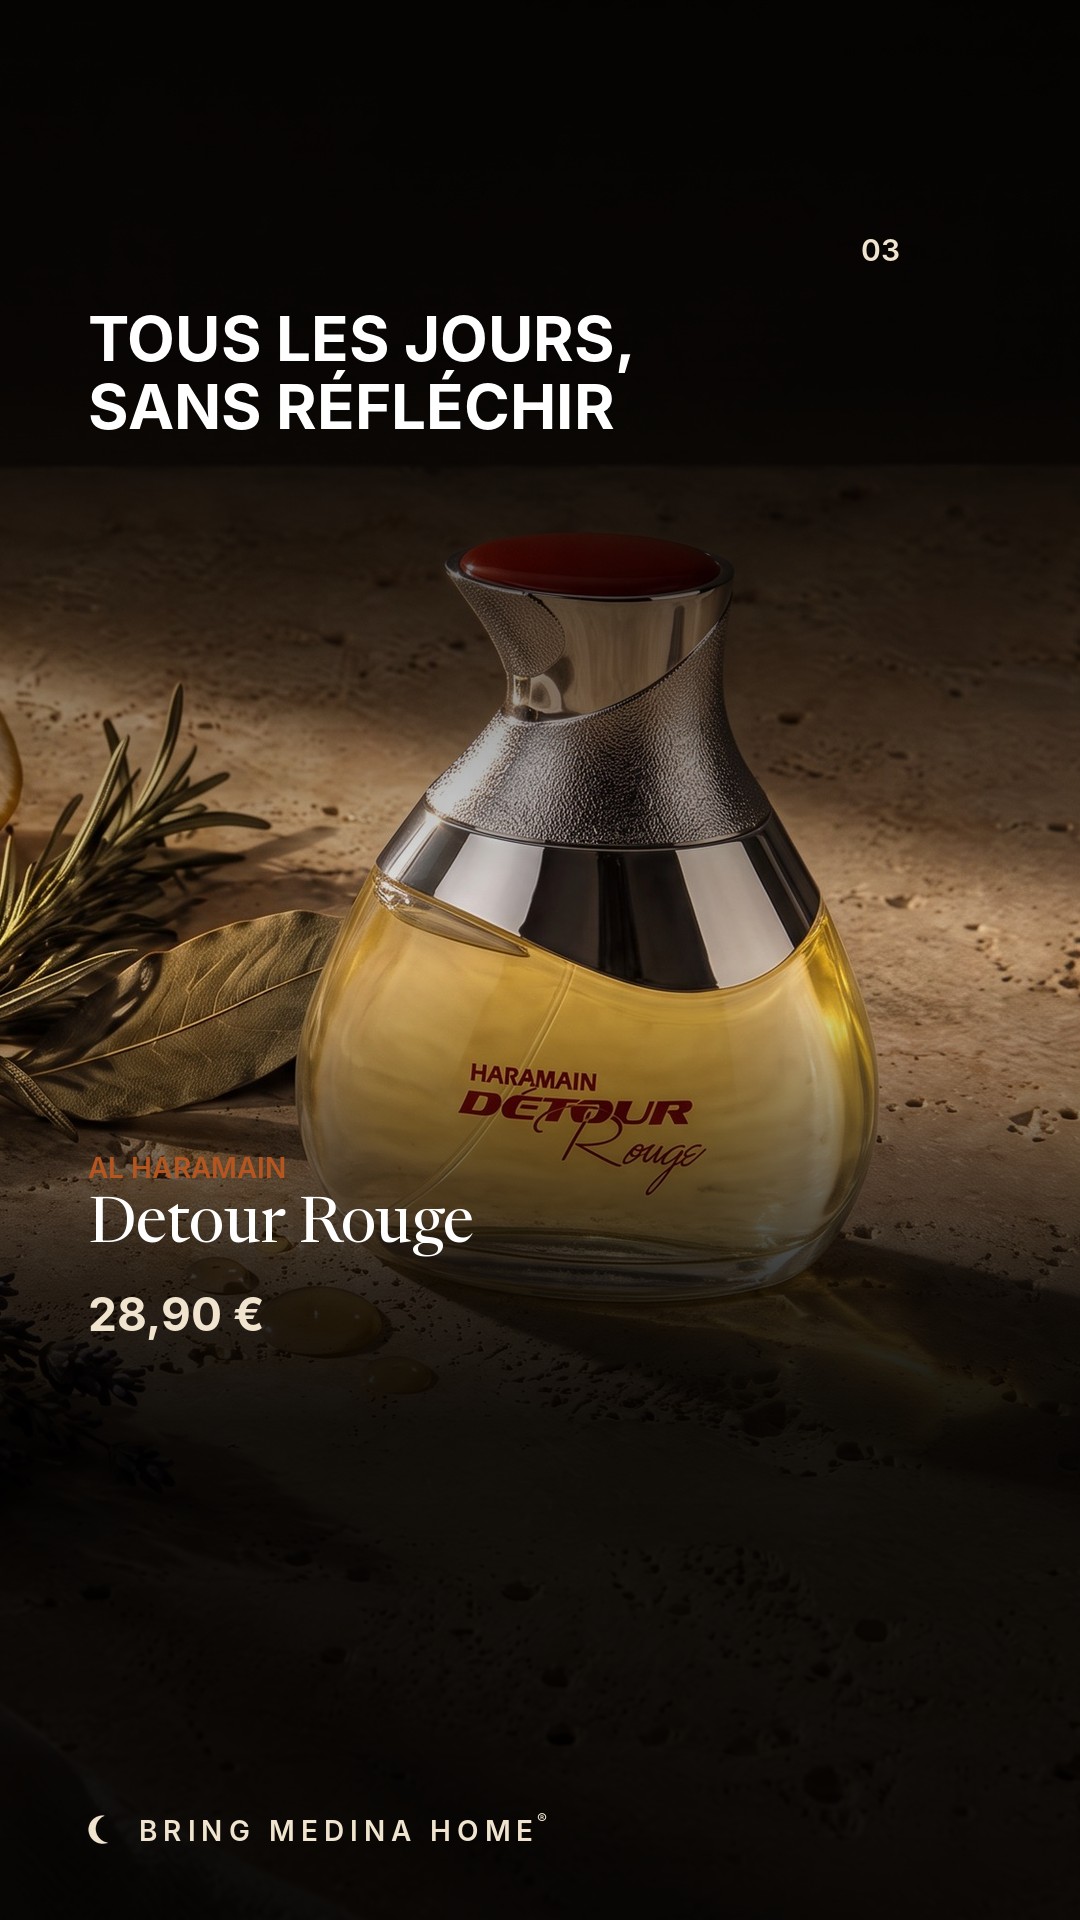 03
TOUS LES JOURS,
SANS RÉFLÉCHIR
HARAMAIN
DÉTOUR
Rouge
AL HARAMAIN
Detour Rouge
28,90 €
BRING MEDINA HOME®